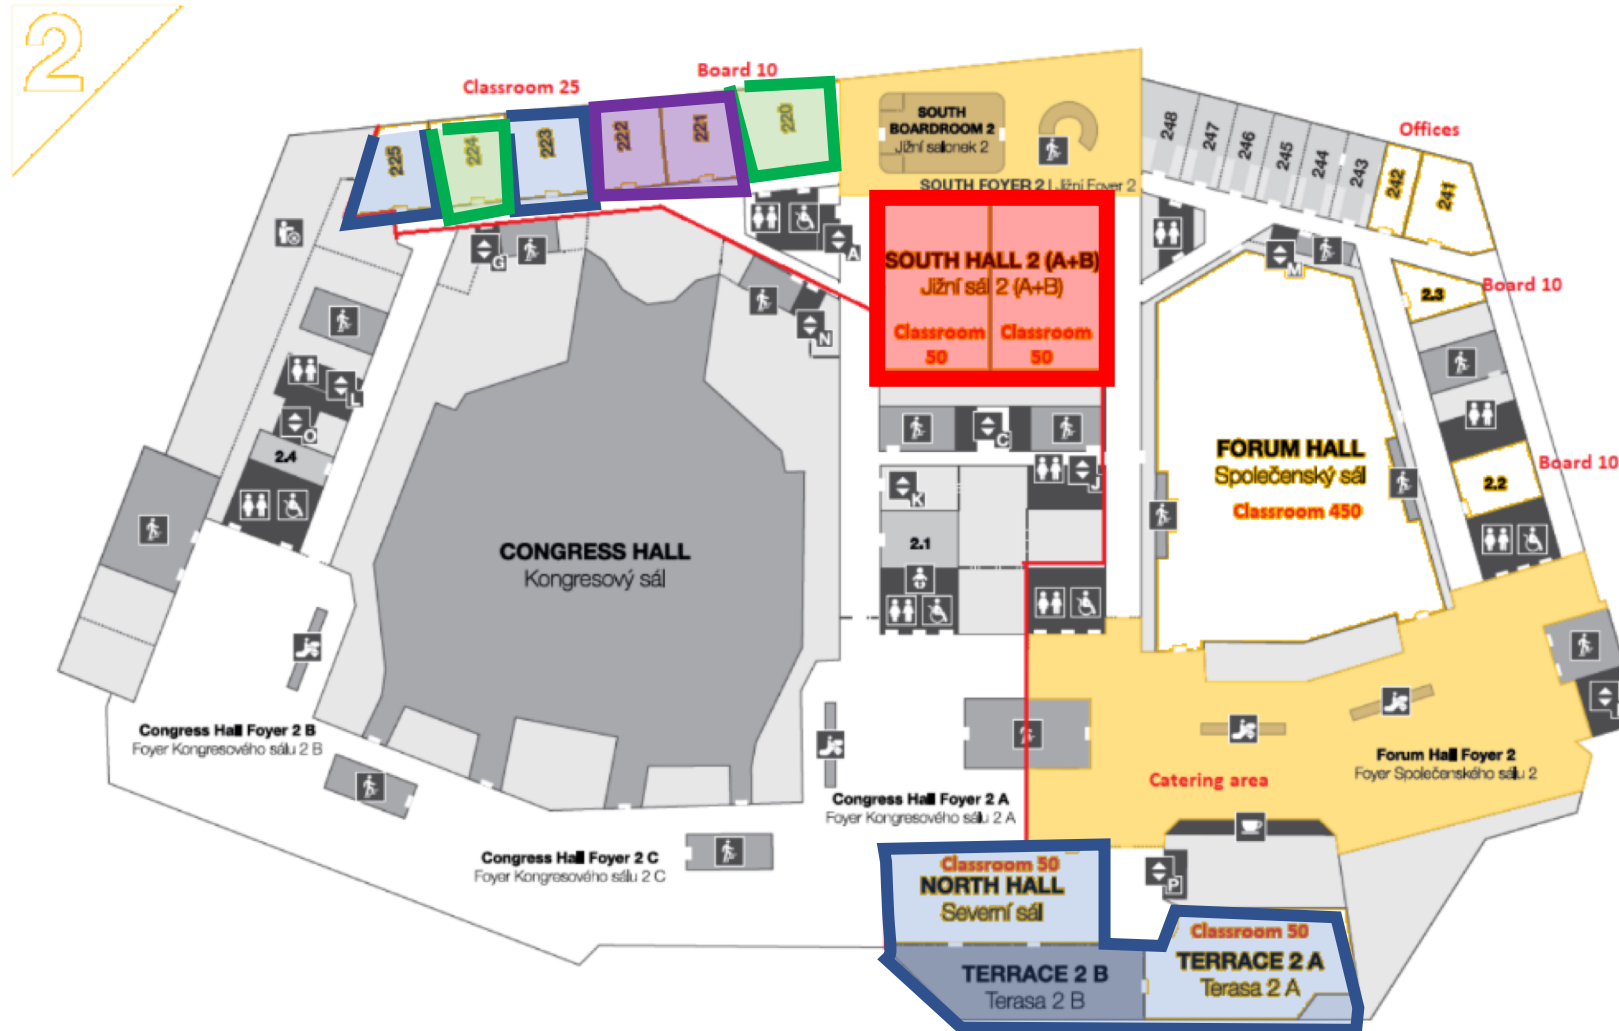 2
Classroom 25
Board 10
225
224
223
222
221
220
SOUTH
BOARDROOM 2
Jižní salonek 2
SOUTH FOYER 2 | Jižní Foyer 2
248
247
246
245
244
243
242
241
Offices
SOUTH HALL 2 (A+B)
Jižní sál 2 (A+B)
Classroom
50
Classroom
50
A
G
N
M
L
O
2.4
C
K
J
2.1
2.3
Board 10
2.2
Board 10
FORUM HALL
Společenský sál
Classroom 450
CONGRESS HALL
Kongresový sál
Congress Hall Foyer 2 B
Foyer Kongresového sálu 2 B
Congress Hall Foyer 2 A
Foyer Kongresového sálu 2 A
Congress Hall Foyer 2 C
Foyer Kongresového sálu 2 C
Forum Hall Foyer 2
Foyer Společenského sálu 2
Catering area
P
Classroom 50
NORTH HALL
Severní sál
Classroom 50
TERRACE 2 A
Terasa 2 A
TERRACE 2 B
Terasa 2 B